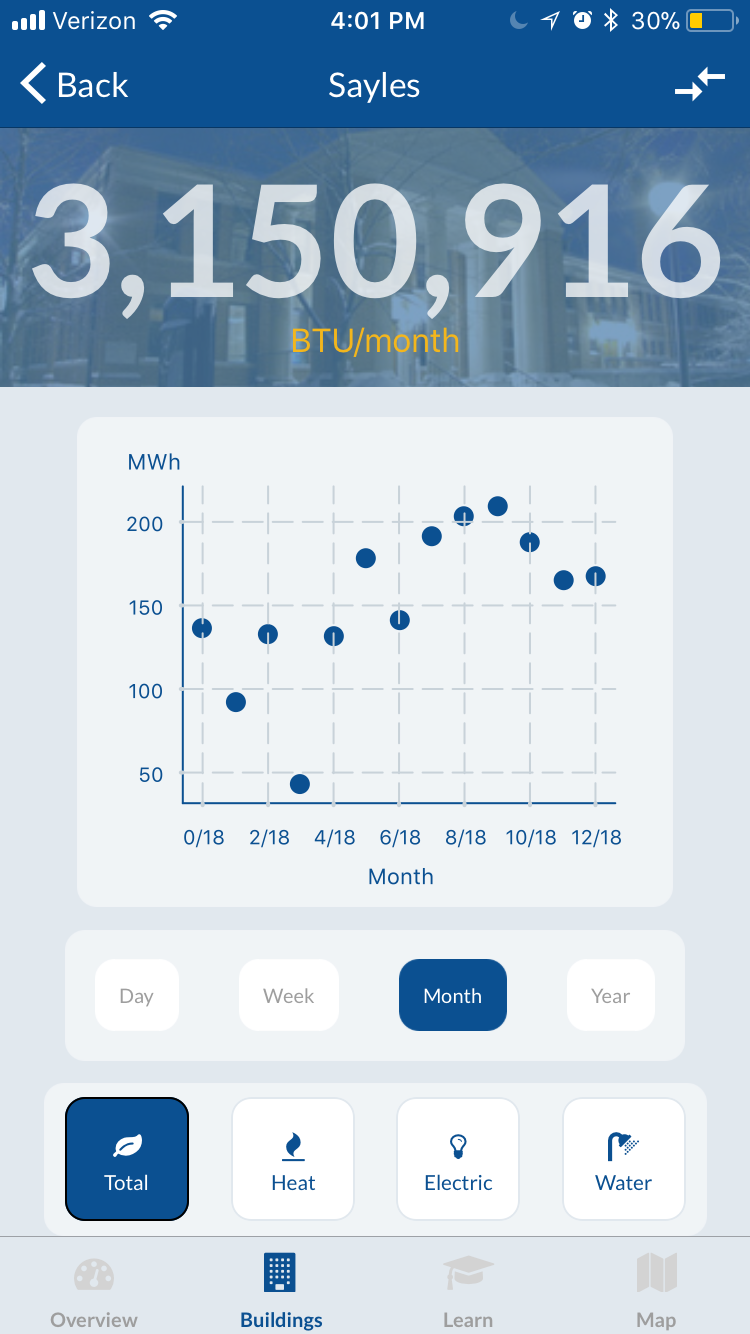 Verizon 4:01 PM 30%
Back Sayles
3,150,916
BTU/month
MWh
200
150
100
50
0/18 2/18 4/18 6/18 8/18 10/18 12/18
Month
Day Week Month Year
Total Heat Electric Water
Overview Buildings Learn Map